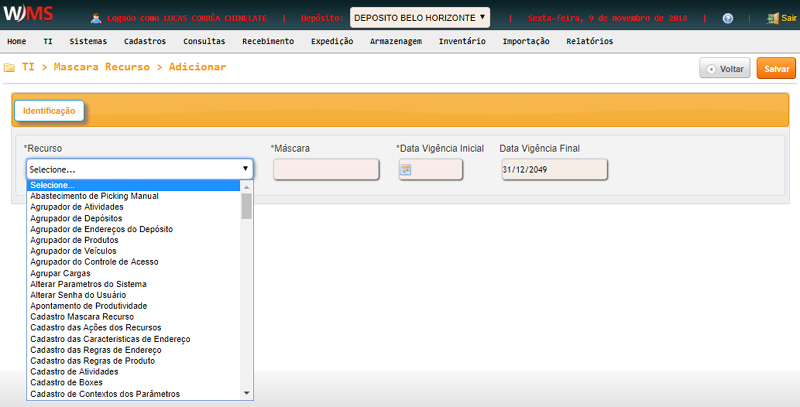 WMS
Logado como LUCAS CORRÊA CHINELATE | Depósito: DEPOSITO BELO HORIZONTE | Sexta-feira, 9 de novembro de 2018 | ? | Sair
Home TI Sistemas Cadastros Consultas Recebimento Expedição Armazenagem Inventário Importação Relatórios
TI > Mascara Recurso > Adicionar
Voltar Salvar
Identificação
*Recurso *Máscara *Data Vigência Inicial Data Vigência Final
Selecione... 31/12/2049
Selecione...
Abastecimento de Picking Manual
Agrupador de Atividades
Agrupador de Depósitos
Agrupador de Endereços do Depósito
Agrupador de Produtos
Agrupador de Veículos
Agrupador do Controle de Acesso
Agrupar Cargas
Alterar Parametros do Sistema
Alterar Senha do Usuário
Apontamento de Produtividade
Cadastro Mascara Recurso
Cadastro das Ações dos Recursos
Cadastro das Caracteristicas de Endereço
Cadastro das Regras de Endereço
Cadastro das Regras de Produto
Cadastro de Atividades
Cadastro de Boxes
Cadastro de Contextos dos Parâmetros